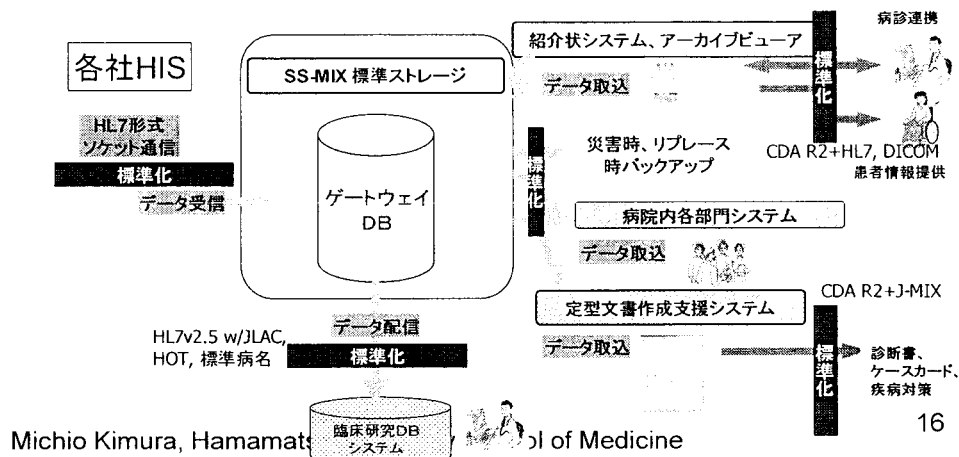 各社HIS
HL7形式
ソケット通信
標準化
データ受信
SS-MIX 標準ストレージ
ゲートウェイ
DB
データ配信
HL7v2.5 w/JLAC,
HOT, 標準病名
標準化
臨床研究DB
システム
紹介状システム、アーカイブビューア
データ取込
標準化
病診連携
CDA R2+HL7, DICOM
患者情報提供
標準化
災害時、リプレース
時バックアップ
病院内各部門システム
データ取込
定型文書作成支援システム
データ取込
CDA R2+J-MIX
標準化
診断書、
ケースカード、
疾病対策
16
Michio Kimura, of Medicine